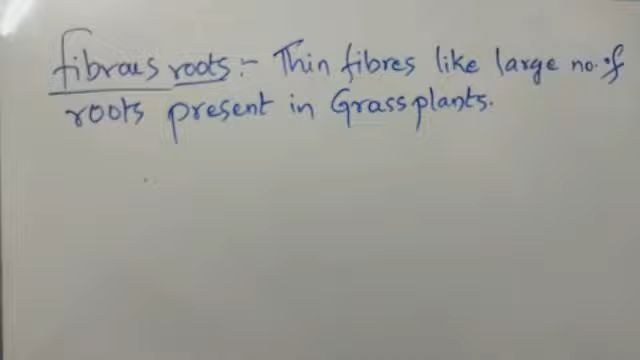 fibrous roots :- Thin fibres like large no. of
roots present in Grass plants.